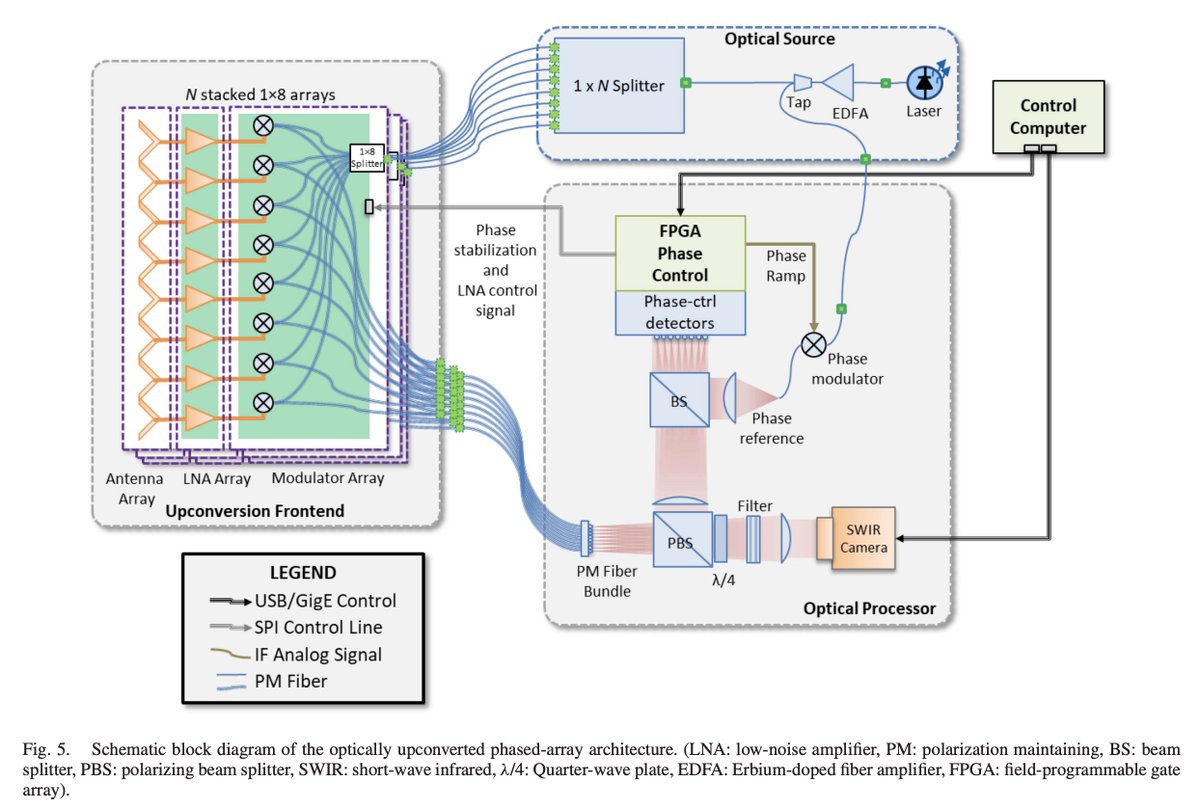 Optical Source
1 x N Splitter
Tap
EDFA
Laser
Control
Computer
N stacked 1×8 arrays
1×8
Splitter
Antenna
Array
LNA Array
Modulator Array
Upconversion Frontend
Phase
stabilization
and
LNA control
signal
FPGA
Phase
Control
Phase-ctrl
detectors
Phase
Ramp
Phase
modulator
BS
Phase
reference
PBS
λ/4
Filter
SWIR
Camera
PM Fiber
Bundle
Optical Processor
LEGEND
USB/GigE Control
SPI Control Line
IF Analog Signal
PM Fiber
Fig. 5. Schematic block diagram of the optically upconverted phased-array architecture. (LNA: low-noise amplifier, PM: polarization maintaining, BS: beam
splitter, PBS: polarizing beam splitter, SWIR: short-wave infrared, λ/4: Quarter-wave plate, EDFA: Erbium-doped fiber amplifier, FPGA: field-programmable gate
array).